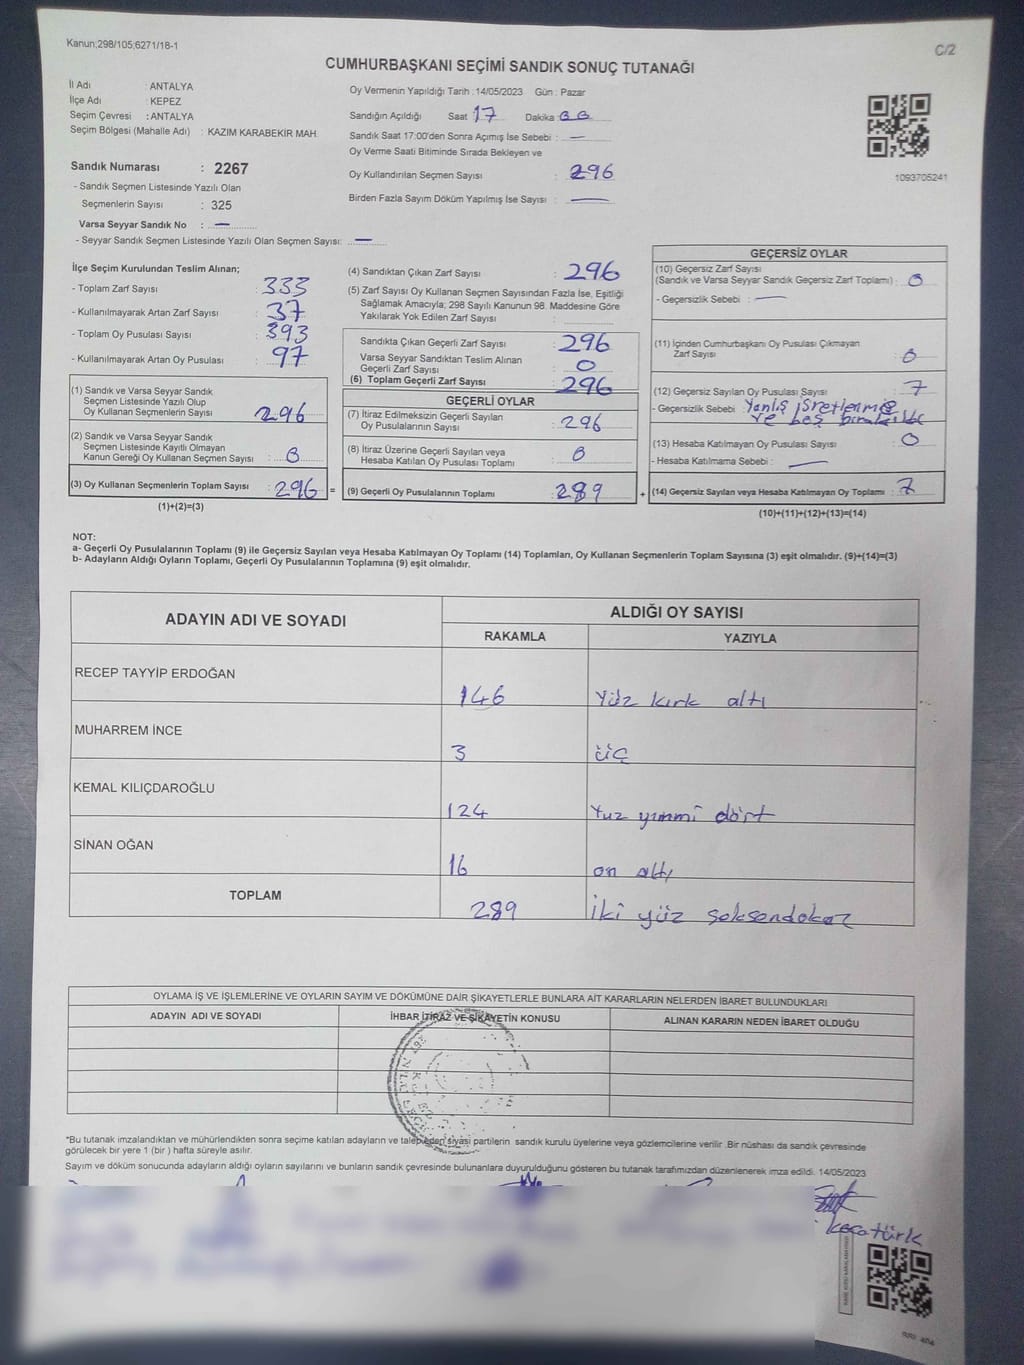 Kanun;298/105;6271/18-1
C/2
CUMHURBAŞKANI SEÇİMİ SANDIK SONUÇ TUTANAĞI
İl Adı : ANTALYA
İlçe Adı : KEPEZ
Seçim Çevresi : ANTALYA
Seçim Bölgesi (Mahalle Adı) : KAZIM KARABEKİR MAH.
Sandık Numarası : 2267
- Sandık Seçmen Listesinde Yazılı Olan
Seçmenlerin Sayısı : 325
Varsa Seyyar Sandık No : —
- Seyyar Sandık Seçmen Listesinde Yazılı Olan Seçmen Sayısı: —
Oy Vermenin Yapıldığı Tarih : 14/05/2023 Gün : Pazar
Sandığın Açıldığı Saat 17 Dakika
Sandık Saat 17:00'den Sonra Açımış İse Sebebi : —
Oy Verme Saati Bitiminde Sırada Bekleyen ve
Oy Kullandırılan Seçmen Sayısı : 296
Birden Fazla Sayım Döküm Yapılmış İse Sayısı : —
1093705241
İlçe Seçim Kurulundan Teslim Alınan;
- Toplam Zarf Sayısı : 333
- Kullanılmayarak Artan Zarf Sayısı : 37
- Toplam Oy Pusulası Sayısı : 393
- Kullanılmayarak Artan Oy Pusulası : 97
(1) Sandık ve Varsa Seyyar Sandık
Seçmen Listesinde Yazılı Olup
Oy Kullanan Seçmenlerin Sayısı : 296
(2) Sandık ve Varsa Seyyar Sandık
Seçmen Listesinde Kayıtlı Olmayan
Kanun Gereği Oy Kullanan Seçmen Sayısı : 0
(3) Oy Kullanan Seçmenlerin Toplam Sayısı : 296 =
(1)+(2)=(3)
(4) Sandıktan Çıkan Zarf Sayısı : 296
(5) Zarf Sayısı Oy Kullanan Seçmen Sayısından Fazla İse, Eşitliği
Sağlamak Amacıyla; 298 Sayılı Kanunun 98. Maddesine Göre
Yakılarak Yok Edilen Zarf Sayısı :
Sandıkta Çıkan Geçerli Zarf Sayısı : 296
Varsa Seyyar Sandıktan Teslim Alınan
Geçerli Zarf Sayısı : 0
(6) Toplam Geçerli Zarf Sayısı : 296
GEÇERLİ OYLAR
(7) İtiraz Edilmeksizin Geçerli Sayılan
Oy Pusulalarının Sayısı : 296
(8) İtiraz Üzerine Geçerli Sayılan veya
Hesaba Katılan Oy Pusulası Toplamı : 0
(9) Geçerli Oy Pusulalarının Toplamı : 289 +
GEÇERSİZ OYLAR
(10) Geçersiz Zarf Sayısı
(Sandık ve Varsa Seyyar Sandık Geçersiz Zarf Toplamı) : 0
- Geçersizlik Sebebi : —
(11) İçinden Cumhurbaşkanı Oy Pusulası Çıkmayan
Zarf Sayısı : 0
(12) Geçersiz Sayılan Oy Pusulası Sayısı : 7
- Geçersizlik Sebebi : Yanlış
ve
(13) Hesaba Katılmayan Oy Pusulası Sayısı : 0
- Hesaba Katılmama Sebebi : —
(14) Geçersiz Sayılan veya Hesaba Katılmayan Oy Toplamı : 7
(10)+(11)+(12)+(13)=(14)
NOT:
a- Geçerli Oy Pusulalarının Toplamı (9) ile Geçersiz Sayılan veya Hesaba Katılmayan Oy Toplamı (14) Toplamları, Oy Kullanan Seçmenlerin Toplam Sayısına (3) eşit olmalıdır. (9)+(14)=(3)
b- Adayların Aldığı Oyların Toplamı, Geçerli Oy Pusulalarının Toplamına (9) eşit olmalıdır.
ADAYIN ADI VE SOYADI
ALDIĞI OY SAYISI
RAKAMLA YAZIYLA
RECEP TAYYİP ERDOĞAN 146 Yüz kırk altı
MUHARREM İNCE 3 üç
KEMAL KILIÇDAROĞLU 124 Yuz yırmmi dört
SİNAN OĞAN 16 on altı
TOPLAM 289 İki yüz seksendokuz
OYLAMA İŞ VE İŞLEMLERİNE VE OYLARIN SAYIM VE DÖKÜMÜNE DAİR ŞİKAYETLERLE BUNLARA AİT KARARLARIN NELERDEN İBARET BULUNDUKLARI
ADAYIN ADI VE SOYADI İHBAR İTİRAZ VE ŞİKAYETİN KONUSU ALINAN KARARIN NEDEN İBARET OLDUĞU
*Bu tutanak imzalandıktan ve mühürlendikten sonra seçime katılan adayların ve talep eden siyasi partilerin sandık kurulu üyelerine veya gözlemcilerine verilir .Bir nüshası da sandık çevresinde
görülecek bir yere 1 (bir ) hafta süreyle asılır.
Sayım ve döküm sonucunda adayların aldığı oyların sayılarını ve bunların sandık çevresinde bulunanlara duyurulduğunu gösteren bu tutanak tarafımızdan düzenlenerek imza edildi. 14/05/2023